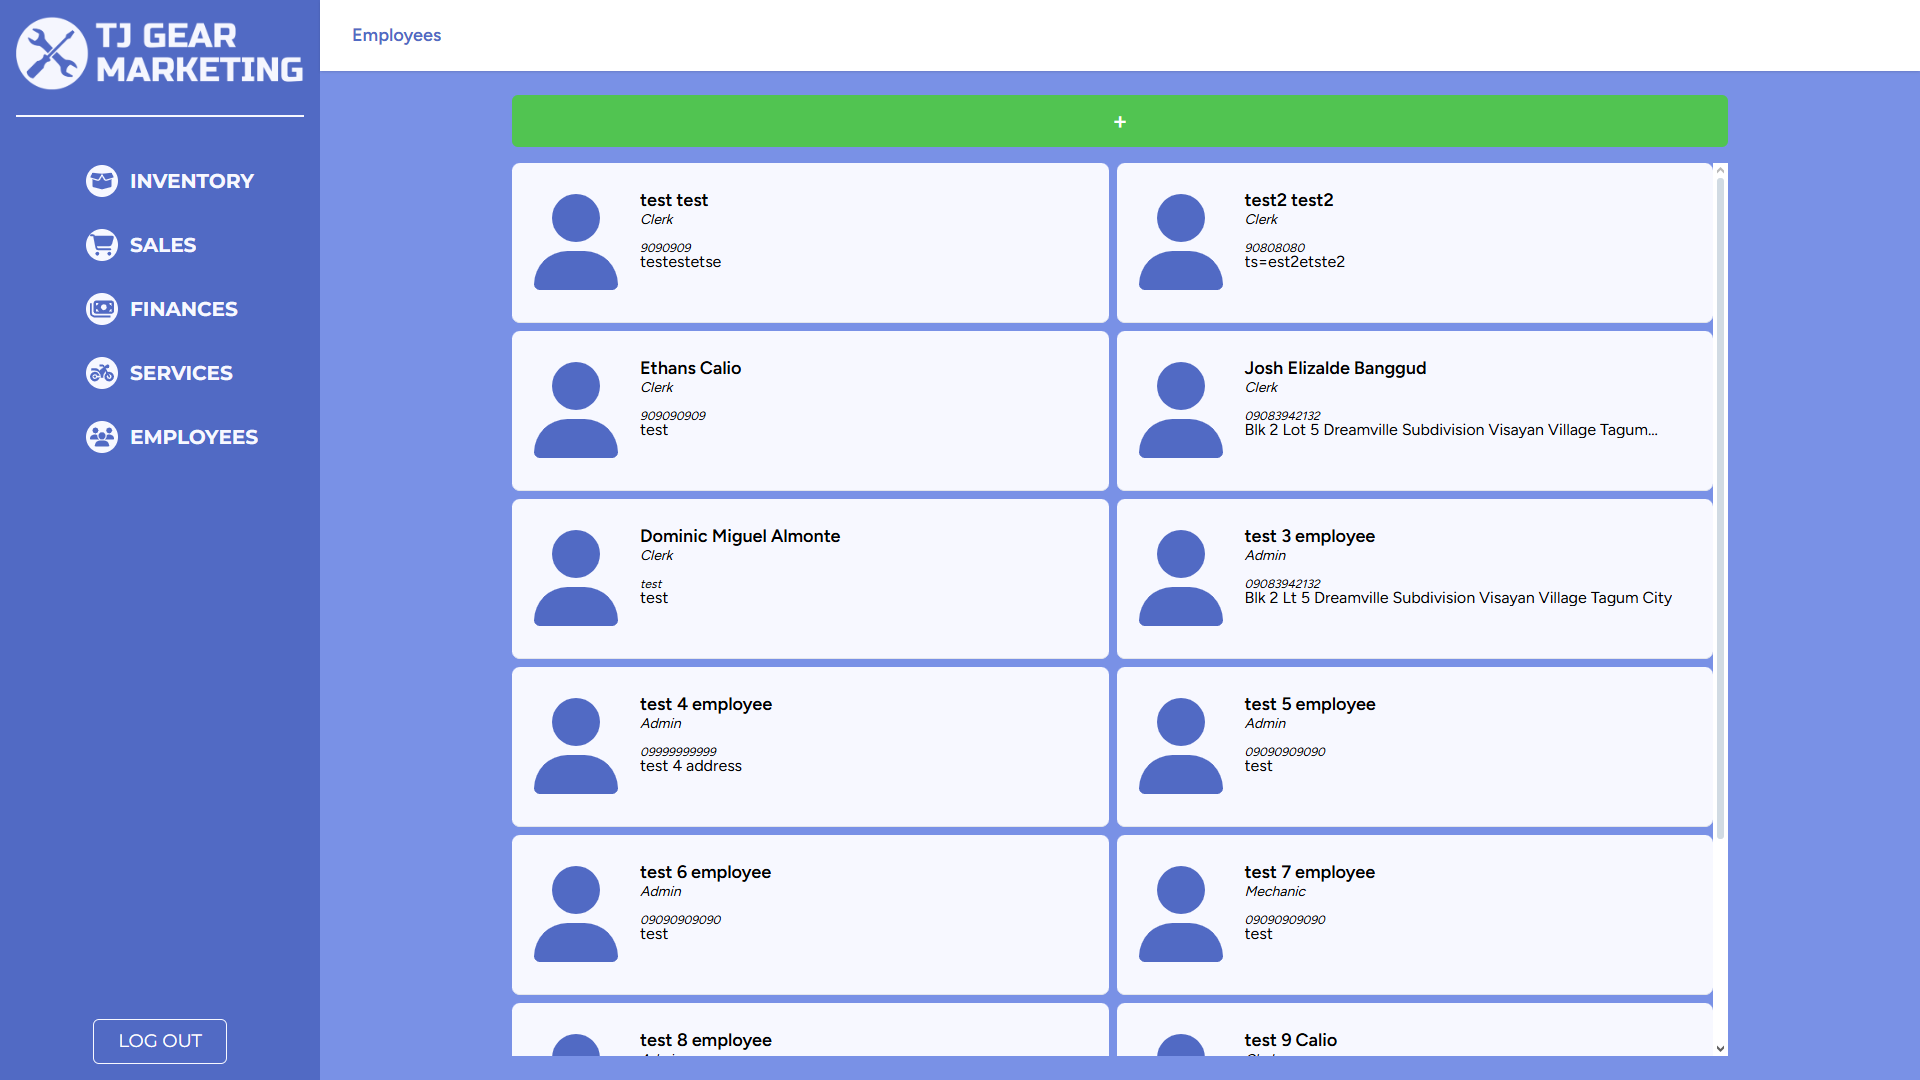 TJ GEAR
MARKETING
INVENTORY
SALES
FINANCES
SERVICES
EMPLOYEES
LOG OUT
Employees
+
test test
Clerk
9090909
testestetse
test2 test2
Clerk
90808080
ts=est2etste2
Ethans Calio
Clerk
909090909
test
Josh Elizalde Banggud
Clerk
09083942132
Blk 2 Lot 5 Dreamville Subdivision Visayan Village Tagum...
Dominic Miguel Almonte
Clerk
test
test
test 3 employee
Admin
09083942132
Blk 2 Lt 5 Dreamville Subdivision Visayan Village Tagum City
test 4 employee
Admin
09999999999
test 4 address
test 5 employee
Admin
09090909090
test
test 6 employee
Admin
09090909090
test
test 7 employee
Mechanic
09090909090
test
test 8 employee
test 9 Calio